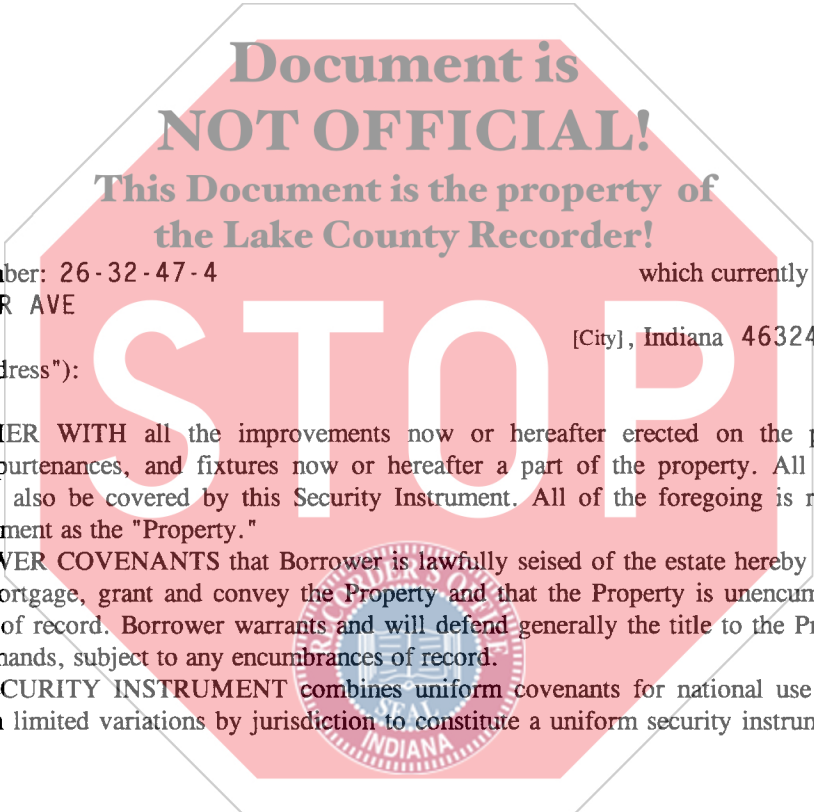 Document is
NOT OFFICIAL!
This Document is the property of
the Lake County Recorder!
ber: 26-32-47-4 which currently
R AVE
[City], Indiana 46324
dress"):
STOP
ER WITH all the improvements now or hereafter erected on the p
purtenances, and fixtures now or hereafter a part of the property. All
also be covered by this Security Instrument. All of the foregoing is r
ment as the "Property."
VER COVENANTS that Borrower is lawfully seised of the estate hereby
ortgage, grant and convey the Property and that the Property is unencum
of record. Borrower warrants and will defend generally the title to the Pr
nands, subject to any encumbrances of record.
CURITY INSTRUMENT combines uniform covenants for national use
limited variations by jurisdiction to constitute a uniform security instrum
RECORDER'S OFFICE
SEAL
INDIANA